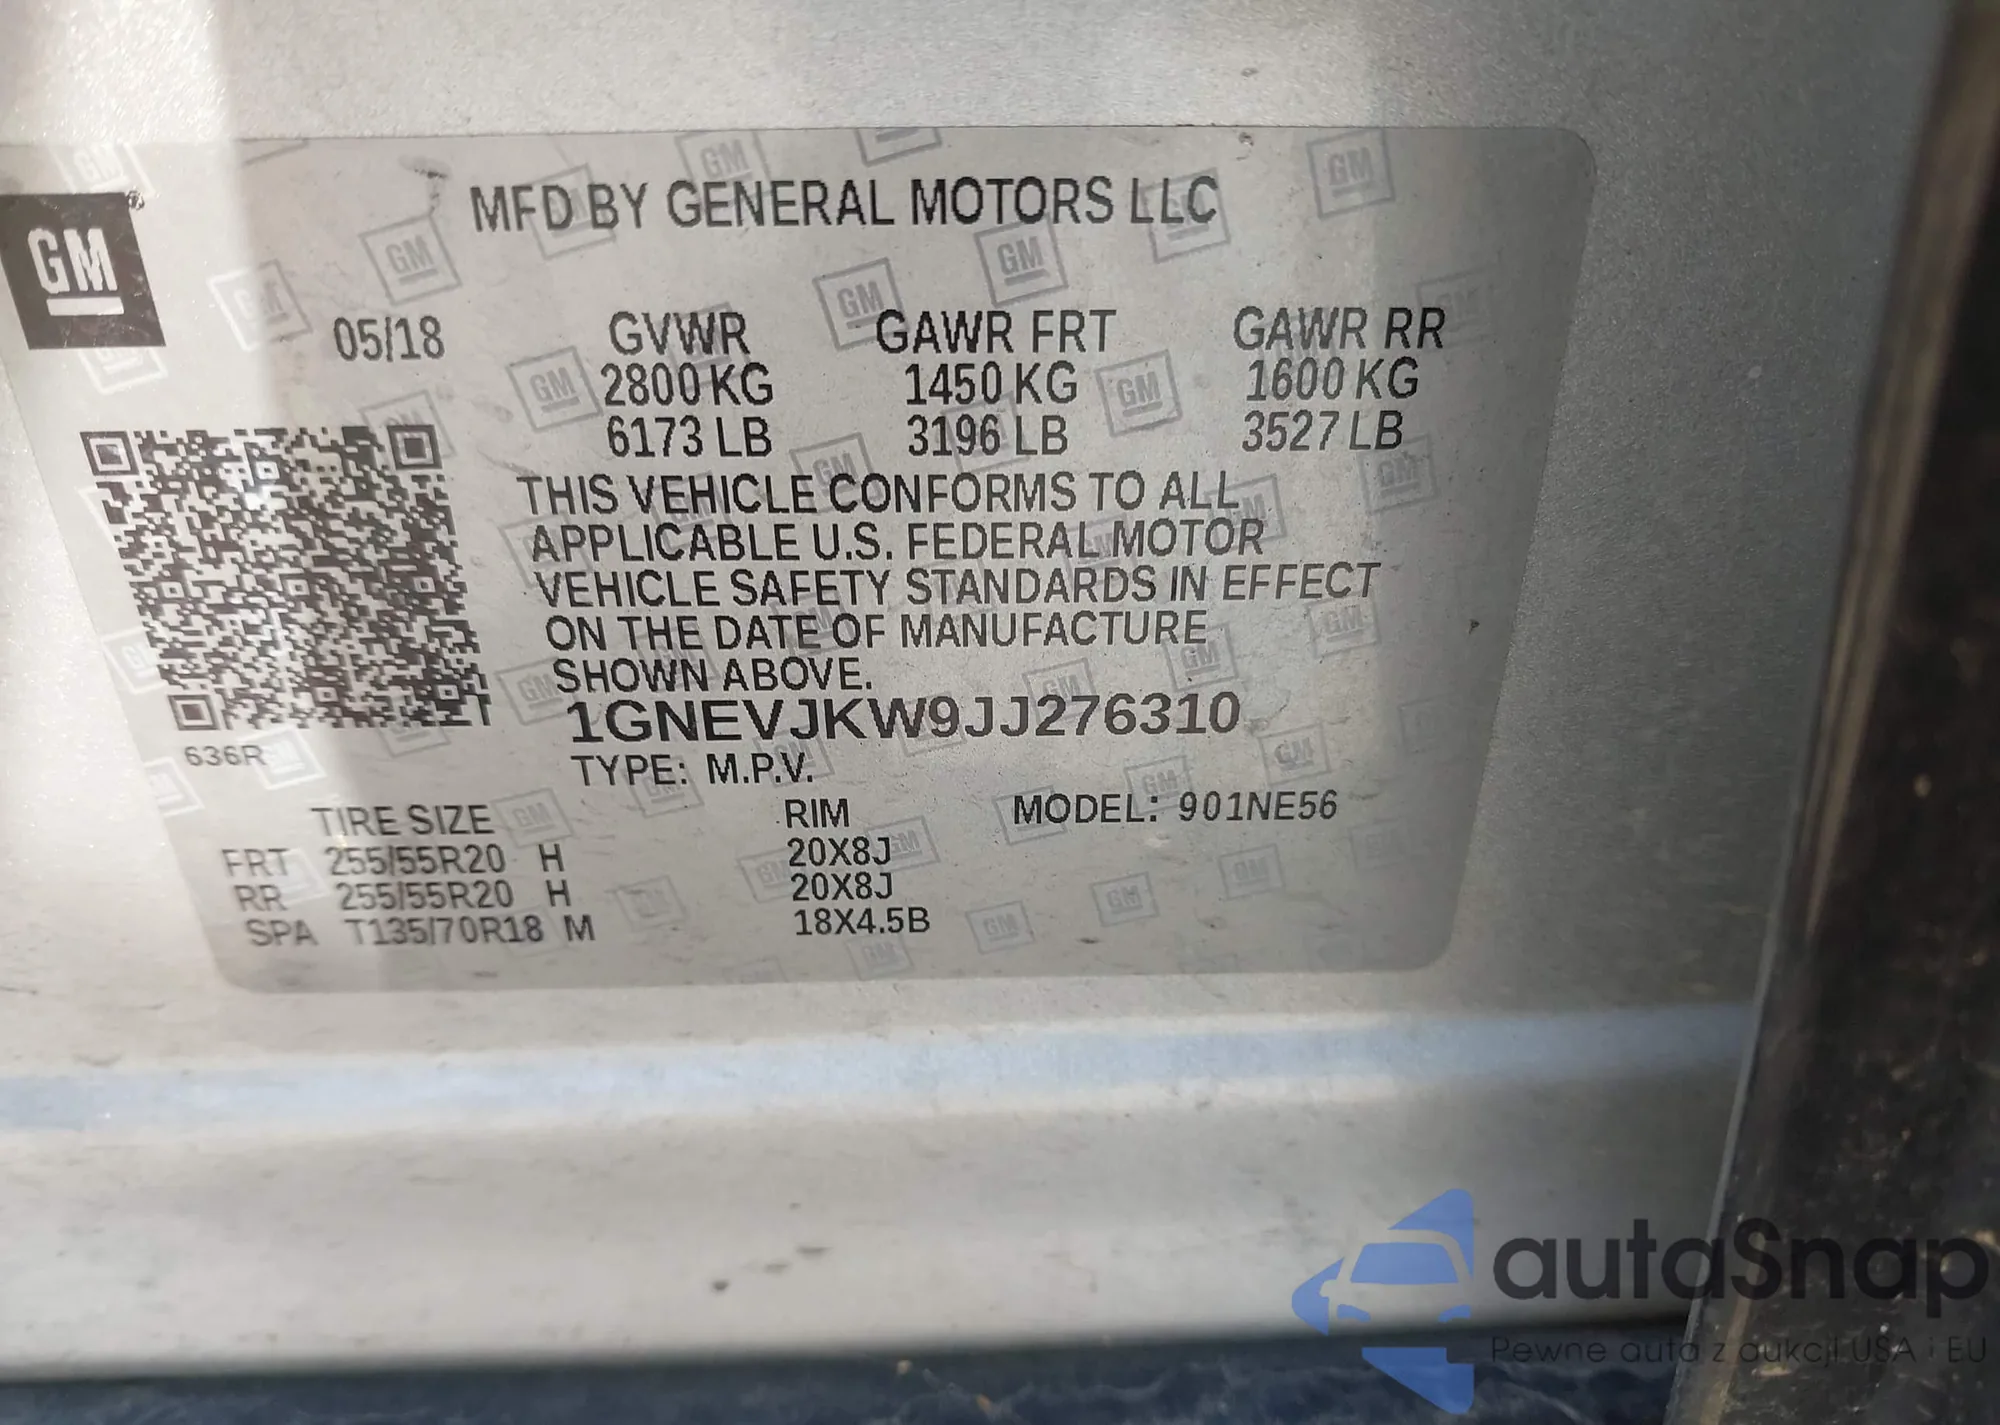 MFD BY GENERAL MOTORS LLC
GM
05/18 GVWR GAWR FRT GAWR RR
2800 KG 1450 KG 1600 KG
6173 LB 3196 LB 3527 LB
THIS VEHICLE CONFORMS TO ALL
APPLICABLE U.S. FEDERAL MOTOR
VEHICLE SAFETY STANDARDS IN EFFECT
ON THE DATE OF MANUFACTURE
SHOWN ABOVE.
1GNEVJKW9JJ276310
636R
TYPE: M.P.V.
TIRE SIZE RIM MODEL: 901NE56
FRT 255/55R20 H 20X8J
RR 255/55R20 H 20X8J
SPA T135/70R18 M 18X4.5B
autaSnap
Pewne auta z aukcji USA i EU